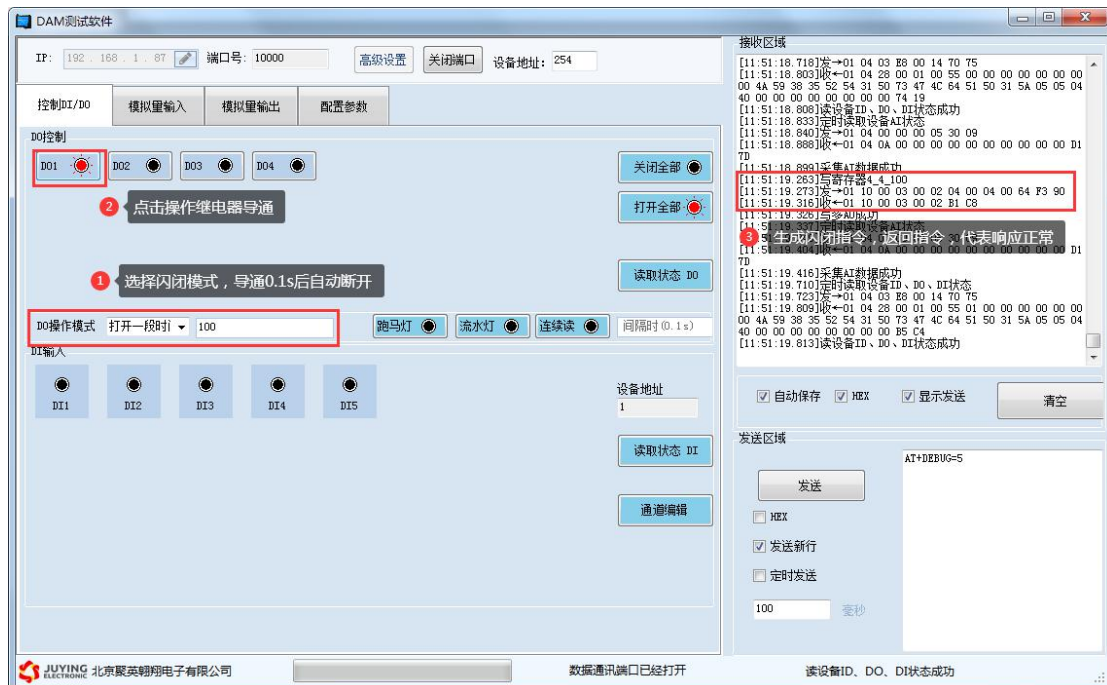 DAM测试软件
IP: 192 . 168 . 1 . 87 端口号: 10000 高级设置 关闭端口 设备地址: 254
控制DI/DO 模拟量输入 模拟量输出 配置参数
DO控制
DO1 DO2 DO3 DO4 关闭全部
2 点击操作继电器导通 打开全部
1 选择闪闭模式，导通0.1s后自动断开 读取状态 DO
DO操作模式 打开一段时i 100 跑马灯 流水灯 连续读 间隔时(0.1s)
DI输入
DI1 DI2 DI3 DI4 DI5
设备地址
1
读取状态 DI
通道编辑
接收区域
[11:51:18.718]发→01 04 03 E8 00 14 70 75
[11:51:18.803]收←01 04 28 00 01 00 55 00 00 00 00 00 00 00
00 4A 59 38 35 52 54 31 50 73 47 4C 64 51 50 31 5A 05 05 04
40 00 00 00 00 00 00 00 00 74 19
[11:51:18.808]读设备ID、DO、DI状态成功
[11:51:18.833]定时读取设备AI状态
[11:51:18.840]发→01 04 00 00 00 05 30 09
[11:51:18.888]收←01 04 0A 00 00 00 00 00 00 00 00 00 00 D1
7D
[11:51:18.899]采集AI数据成功
[11:51:19.263]写寄存器4_4_100
[11:51:19.273]发→01 10 00 03 00 02 04 00 04 00 64 F3 90
[11:51:19.316]收←01 10 00 03 00 02 B1 C8
[11:51:19.326]写多AO成功
3 生成闪闭指令，返回指令，代表响应正常
7D
[11:51:19.416]采集AI数据成功
[11:51:19.710]定时读取设备ID、DO、DI状态
[11:51:19.723]发→01 04 03 E8 00 14 70 75
[11:51:19.809]收←01 04 28 00 01 00 55 01 00 00 00 00 00 00
00 4A 59 38 35 52 54 31 50 73 47 4C 64 51 50 31 5A 05 05 04
40 00 00 00 00 00 00 00 00 B5 C4
[11:51:19.813]读设备ID、DO、DI状态成功
自动保存 HEX 显示发送 清空
发送区域
发送
HEX
发送新行
定时发送
100 毫秒
AT+DEBUG=5
JUYING ELECTRONIC 北京聚英翱翔电子有限公司 数据通讯端口已经打开 读设备ID、DO、DI状态成功